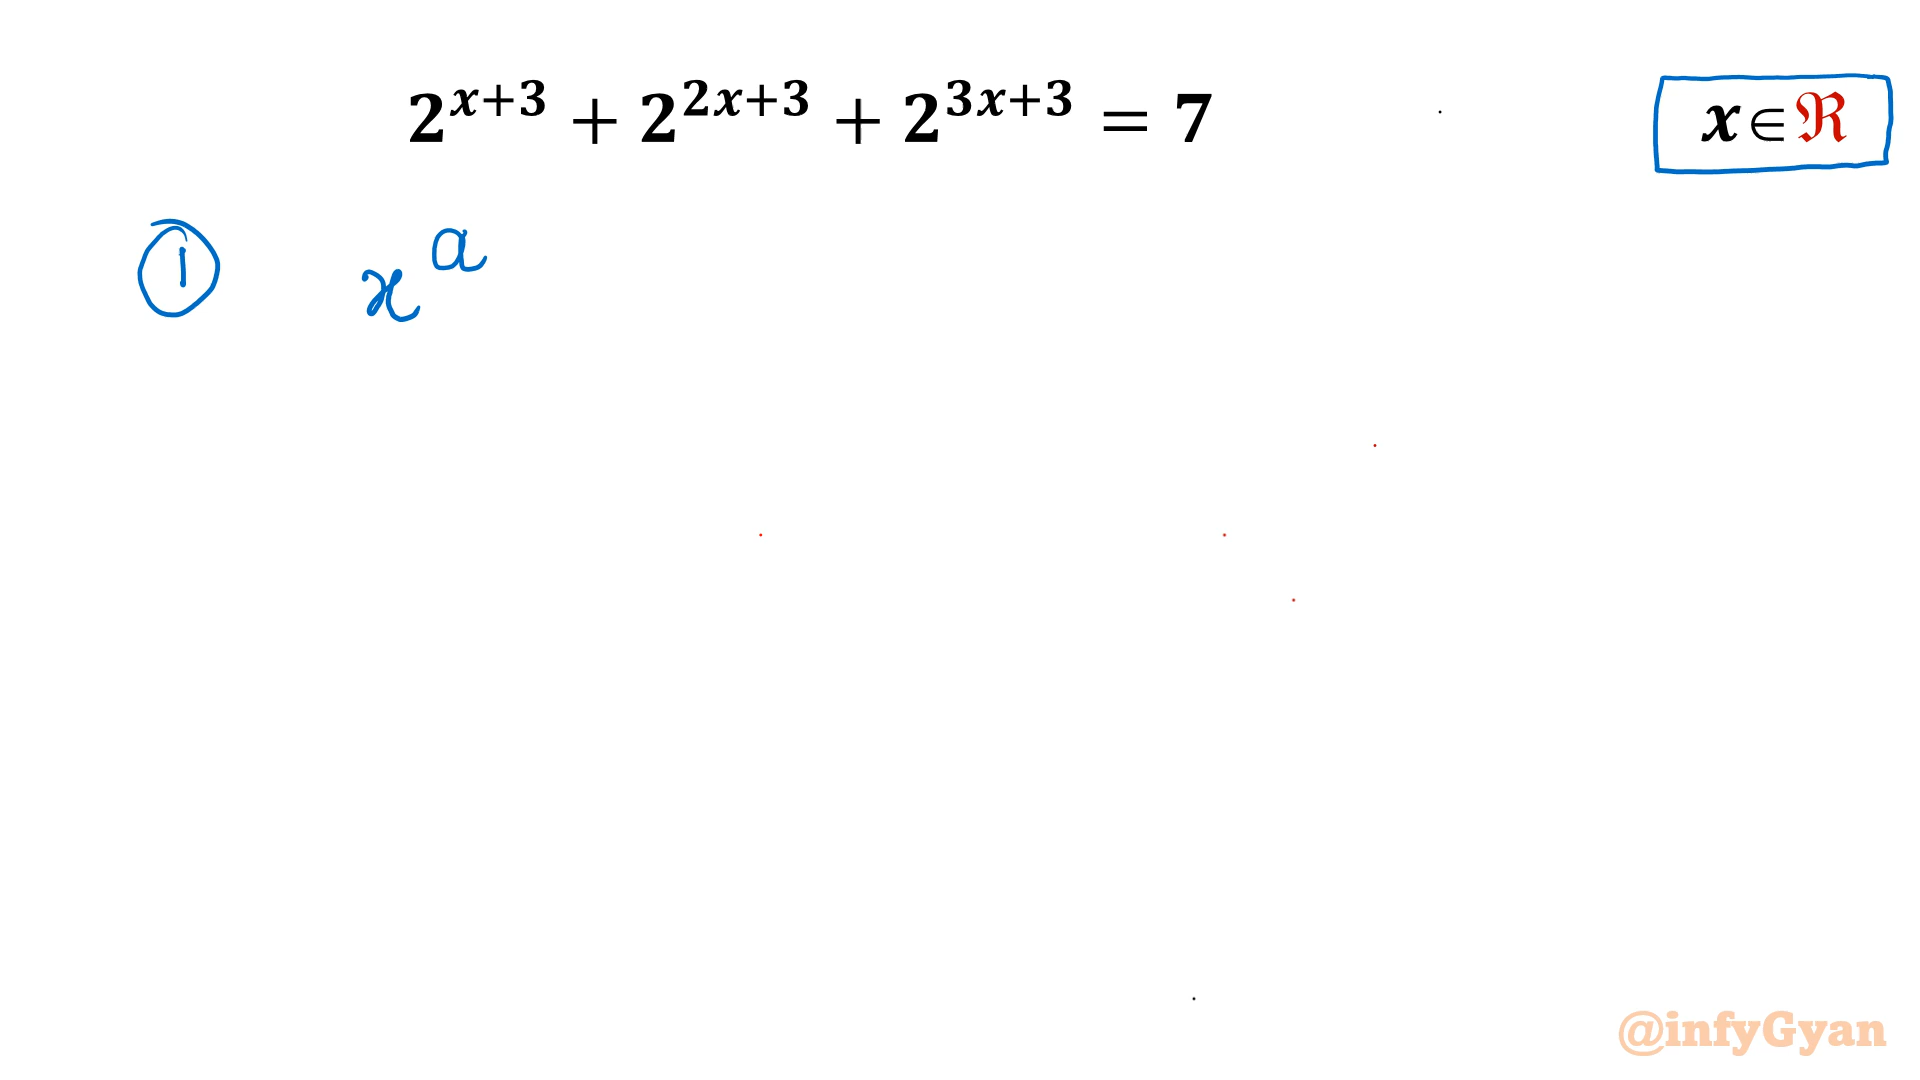 2^{x+3} + 2^{2x+3} + 2^{3x+3} = 7
x ∈ ℜ
① x^a
@infyGyan